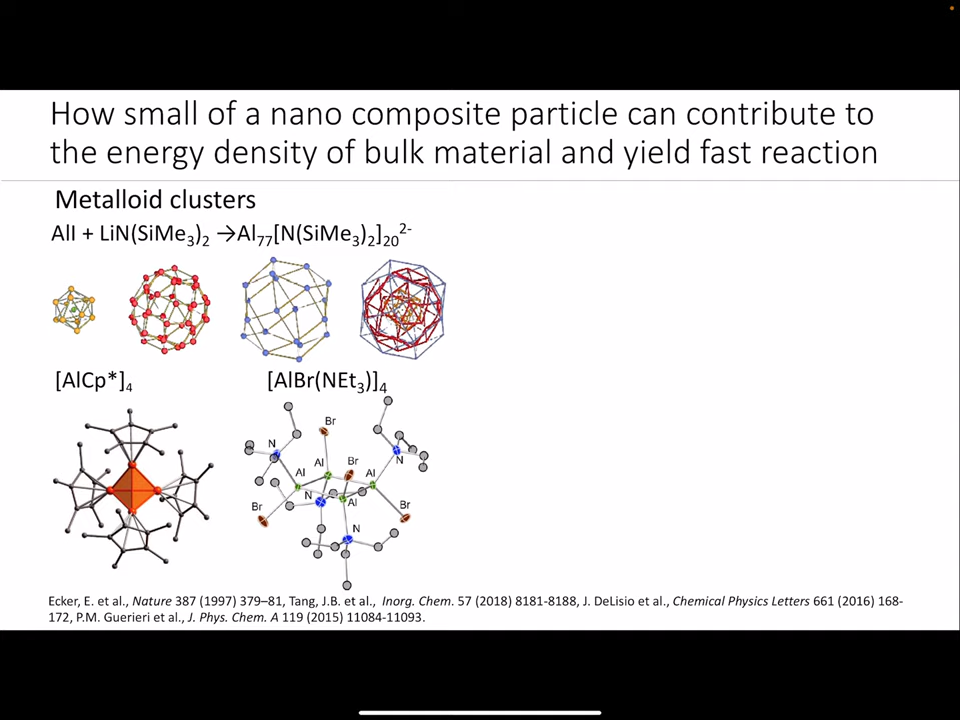 How small of a nano composite particle can contribute to
the energy density of bulk material and yield fast reaction
Metalloid clusters
AlI + LiN(SiMe₃)₂ →Al₇₇[N(SiMe₃)₂]₂₀²⁻
[AlCp*]₄
[AlBr(NEt₃)]₄
Br
N
Al
Al
Br
Al
N
Br
N
Al
Br
N
Ecker, E. et al., Nature 387 (1997) 379–81, Tang, J.B. et al., Inorg. Chem. 57 (2018) 8181-8188, J. DeLisio et al., Chemical Physics Letters 661 (2016) 168-
172, P.M. Guerieri et al., J. Phys. Chem. A 119 (2015) 11084-11093.